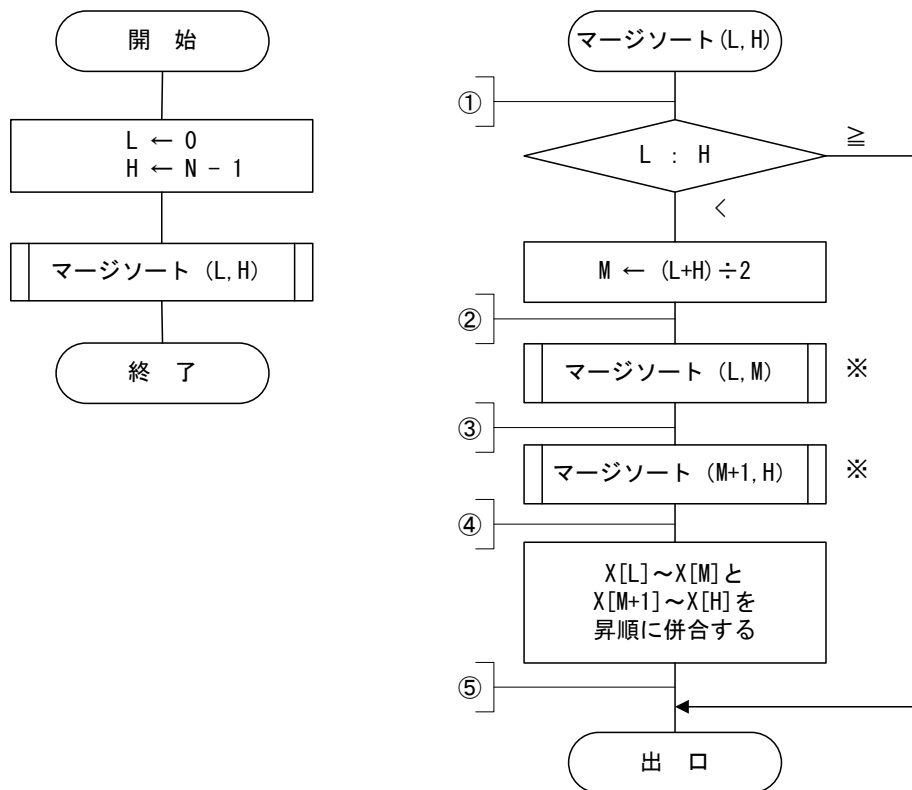 開　始
L ← 0
H ← N - 1
マージソート (L,H)
終　了
マージソート(L,H)
①
L : H
≧
<
M ← (L+H)÷2
②
マージソート (L,M)
※
③
マージソート (M+1,H)
※
④
X[L]～X[M]と
X[M+1]～X[H]を
昇順に併合する
⑤
出　口